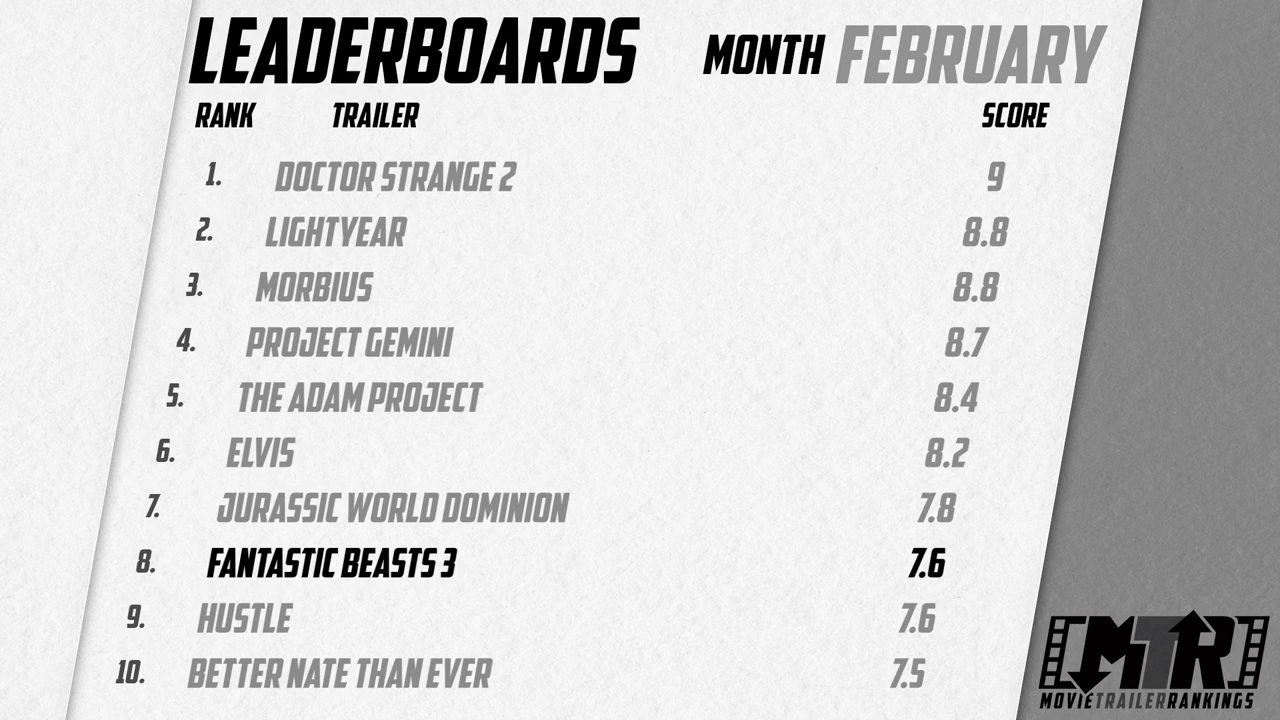 LEADERBOARDS MONTH FEBRUARY
RANK TRAILER SCORE
1. DOCTOR STRANGE 2 9
2. LIGHTYEAR 8.8
3. MORBIUS 8.8
4. PROJECT GEMINI 8.7
5. THE ADAM PROJECT 8.4
6. ELVIS 8.2
7. JURASSIC WORLD DOMINION 7.8
8. FANTASTIC BEASTS 3 7.6
9. HUSTLE 7.6
10. BETTER NATE THAN EVER 7.5
[MTR]
MOVIETRAILERRANKINGS